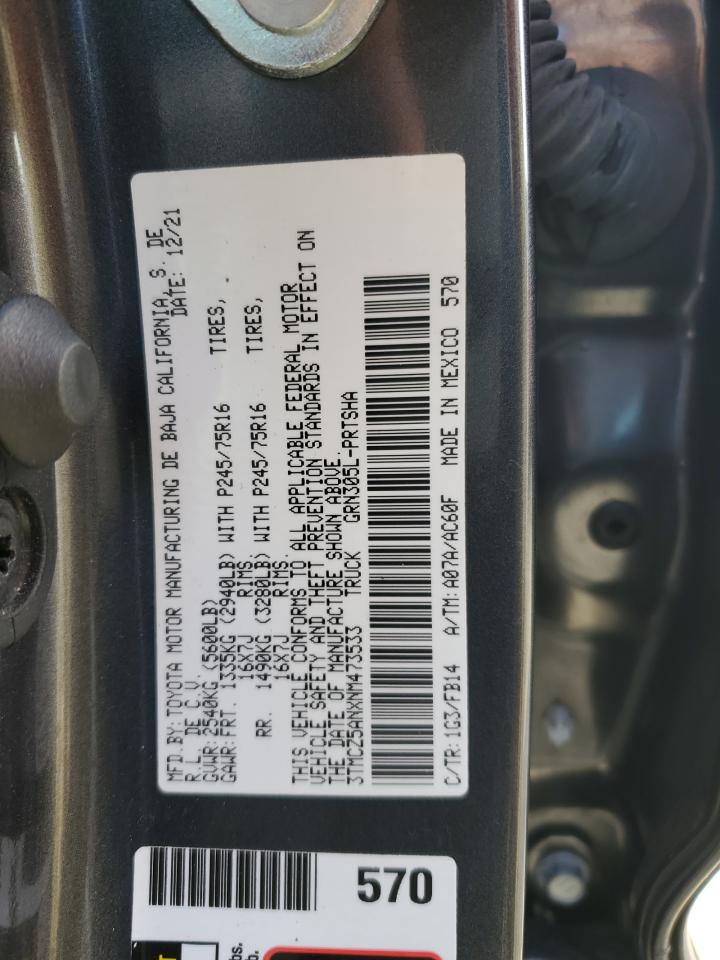 MFD. BY: TOYOTA MOTOR MANUFACTURING DE BAJA CALIFORNIA, S. DE
R.L. DE C.V. DATE: 12/21
GVWR: 2540KG (5600LB)
GAWR: FRT. 1335KG (2940LB) WITH P245/75R16 TIRES,
16X7J RIMS
RR. 1490KG (3280LB) WITH P245/75R16 TIRES,
16X7J RIMS.
THIS VEHICLE CONFORMS TO ALL APPLICABLE FEDERAL MOTOR
VEHICLE SAFETY AND THEFT PREVENTION STANDARDS IN EFFECT ON
THE DATE OF MANUFACTURE SHOWN ABOVE.
3TMCZ5ANXNM473533 TRUCK GRN305L-PRTSHA
C/TR: 1G3/FB14 A/TM: A07A/AC60F MADE IN MEXICO 570
570